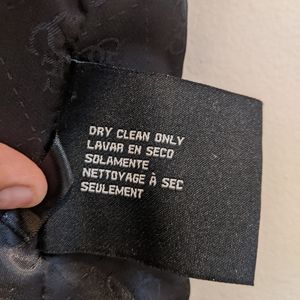 DRY CLEAN ONLY
LAVAR EN SECO
SOLAMENTE
NETTOYAGE À SEC
SEULEMENT